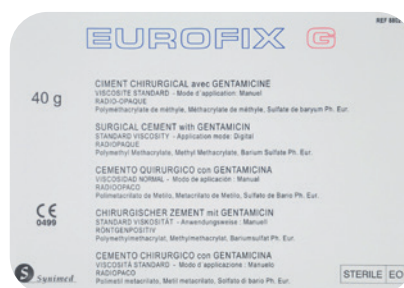 EUROFIX G
CIMENT CHIRURGICAL avec GENTAMICINE
40 g
VISCOSITE STANDARD - Mode d'application: Manuel
RADIO-OPAQUE
Polyméthacrylate de méthyle, Méthacrylate de méthyle, Sulfate de baryum Ph. Eur.
SURGICAL CEMENT with GENTAMICIN
STANDARD VISCOSITY - Application mode: Digital
RADIOPAQUE
Polymethyl Methacrylate, Methyl Methacrylate, Barium Sulfate Ph. Eur.
CEMENTO QUIRURGICO con GENTAMICINA
VISCOSIDAD NORMAL - Modo de aplicación : Manual
RADIOOPACO
Polimetacrilato de Metilo, Metacrilato de Metilo, Sulfato de Bario Ph. Eur.
CE
0499
CHIRURGISCHER ZEMENT mit GENTAMICIN
STANDARD VISKOSITÄT - Anwendungsweise : Manuell
RÖNTGENPOSITIV
Polymethylmethacrylat, Methylmethacrylat, Bariumsulfat Ph. Eur.
CEMENTO CHIRURGICO con GENTAMICINA
VISCOSITÀ STANDARD - Modo d'applicazione : Manuelo
RADIOPACO
Polimetil metacrilato, Metil metacrilato, Solfato di bario Ph. Eur.
S Synimed
STERILE EO